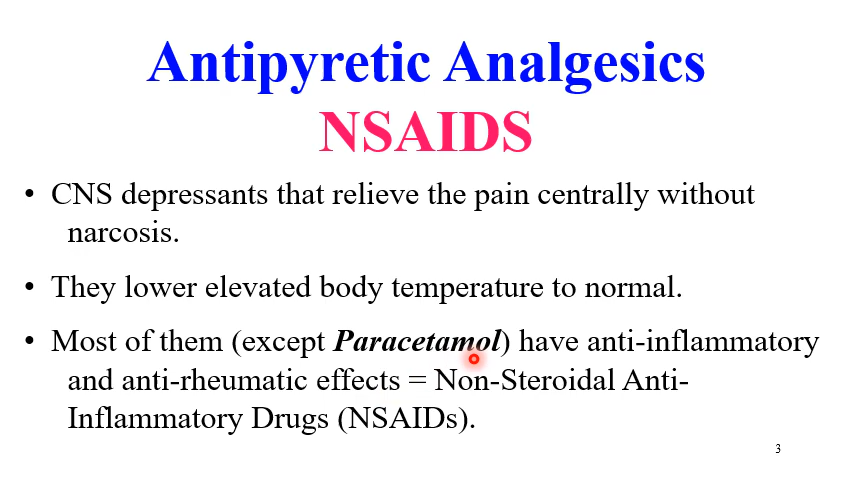 Antipyretic Analgesics
NSAIDS
• CNS depressants that relieve the pain centrally without
narcosis.
• They lower elevated body temperature to normal.
• Most of them (except Paracetamol) have anti-inflammatory
and anti-rheumatic effects = Non-Steroidal Anti-
Inflammatory Drugs (NSAIDs).
3